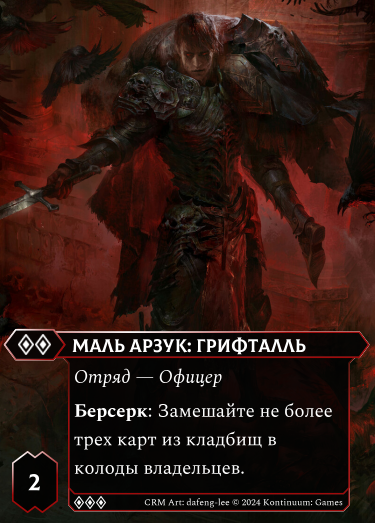 МАЛЬ АРЗУК: ГРИФТАЛЛЬ
Отряд — Офицер
Берсерк: Замешайте не более
трех карт из кладбищ в
колоды владельцев.
2
CRM Art: dafeng-lee © 2024 Kontinuum: Games